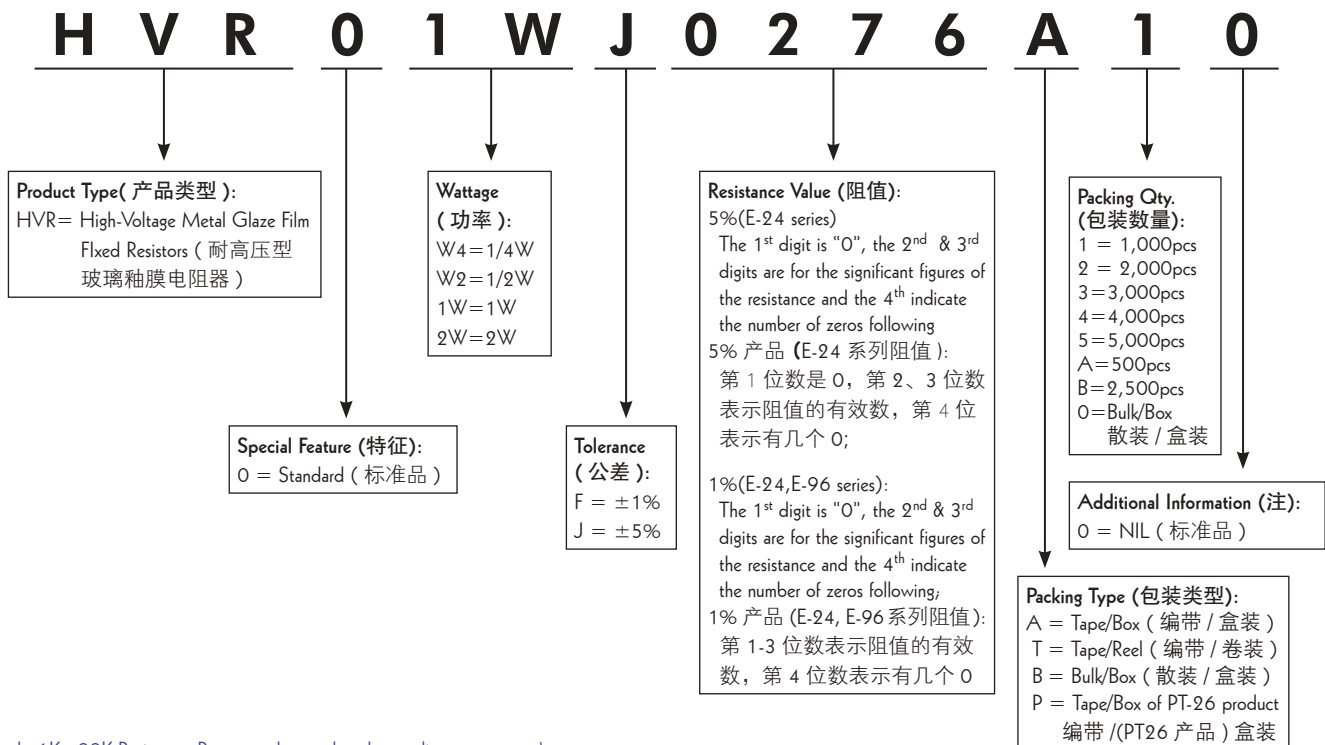 H V R 0 1 W J 0 2 7 6 A 1 0
Product Type( 产品类型 ):
HVR= High-Voltage Metal Glaze Film
FIxed Resistors ( 耐高压型
玻璃釉膜电阻器 )
Special Feature (特征):
0 = Standard ( 标准品 )
Wattage
( 功率 ):
W4=1/4W
W2=1/2W
1W=1W
2W=2W
Tolerance
( 公差 ):
F = ±1%
J = ±5%
Resistance Value (阻值):
5%(E-24 series)
The 1st digit is “0”, the 2nd & 3rd
digits are for the significant figures of
the resistance and the 4th indicate
the number of zeros following
5% 产品 (E-24 系列阻值 ):
第 1 位数是 0，第 2、3 位数
表示阻值的有效数，第 4 位
表示有几个 0;
1%(E-24,E-96 series):
The 1st digit is “0”, the 2nd & 3rd
digits are for the significant figures of
the resistance and the 4th indicate
the number of zeros following;
1% 产品 (E-24, E-96 系列阻值):
第 1-3 位数表示阻值的有效
数，第 4 位数表示有几个 0
Packing Qty.
(包装数量):
1 = 1,000pcs
2 = 2,000pcs
3=3,000pcs
4=4,000pcs
5=5,000pcs
A=500pcs
B=2,500pcs
0=Bulk/Box
散装 / 盒装
Additional Information (注):
0 = NIL ( 标准品 )
Packing Type (包装类型):
A = Tape/Box ( 编带 / 盒装 )
T = Tape/Reel ( 编带 / 卷装 )
B = Bulk/Box ( 散装 / 盒装 )
P = Tape/Box of PT-26 product
编带 /(PT26 产品 ) 盒装